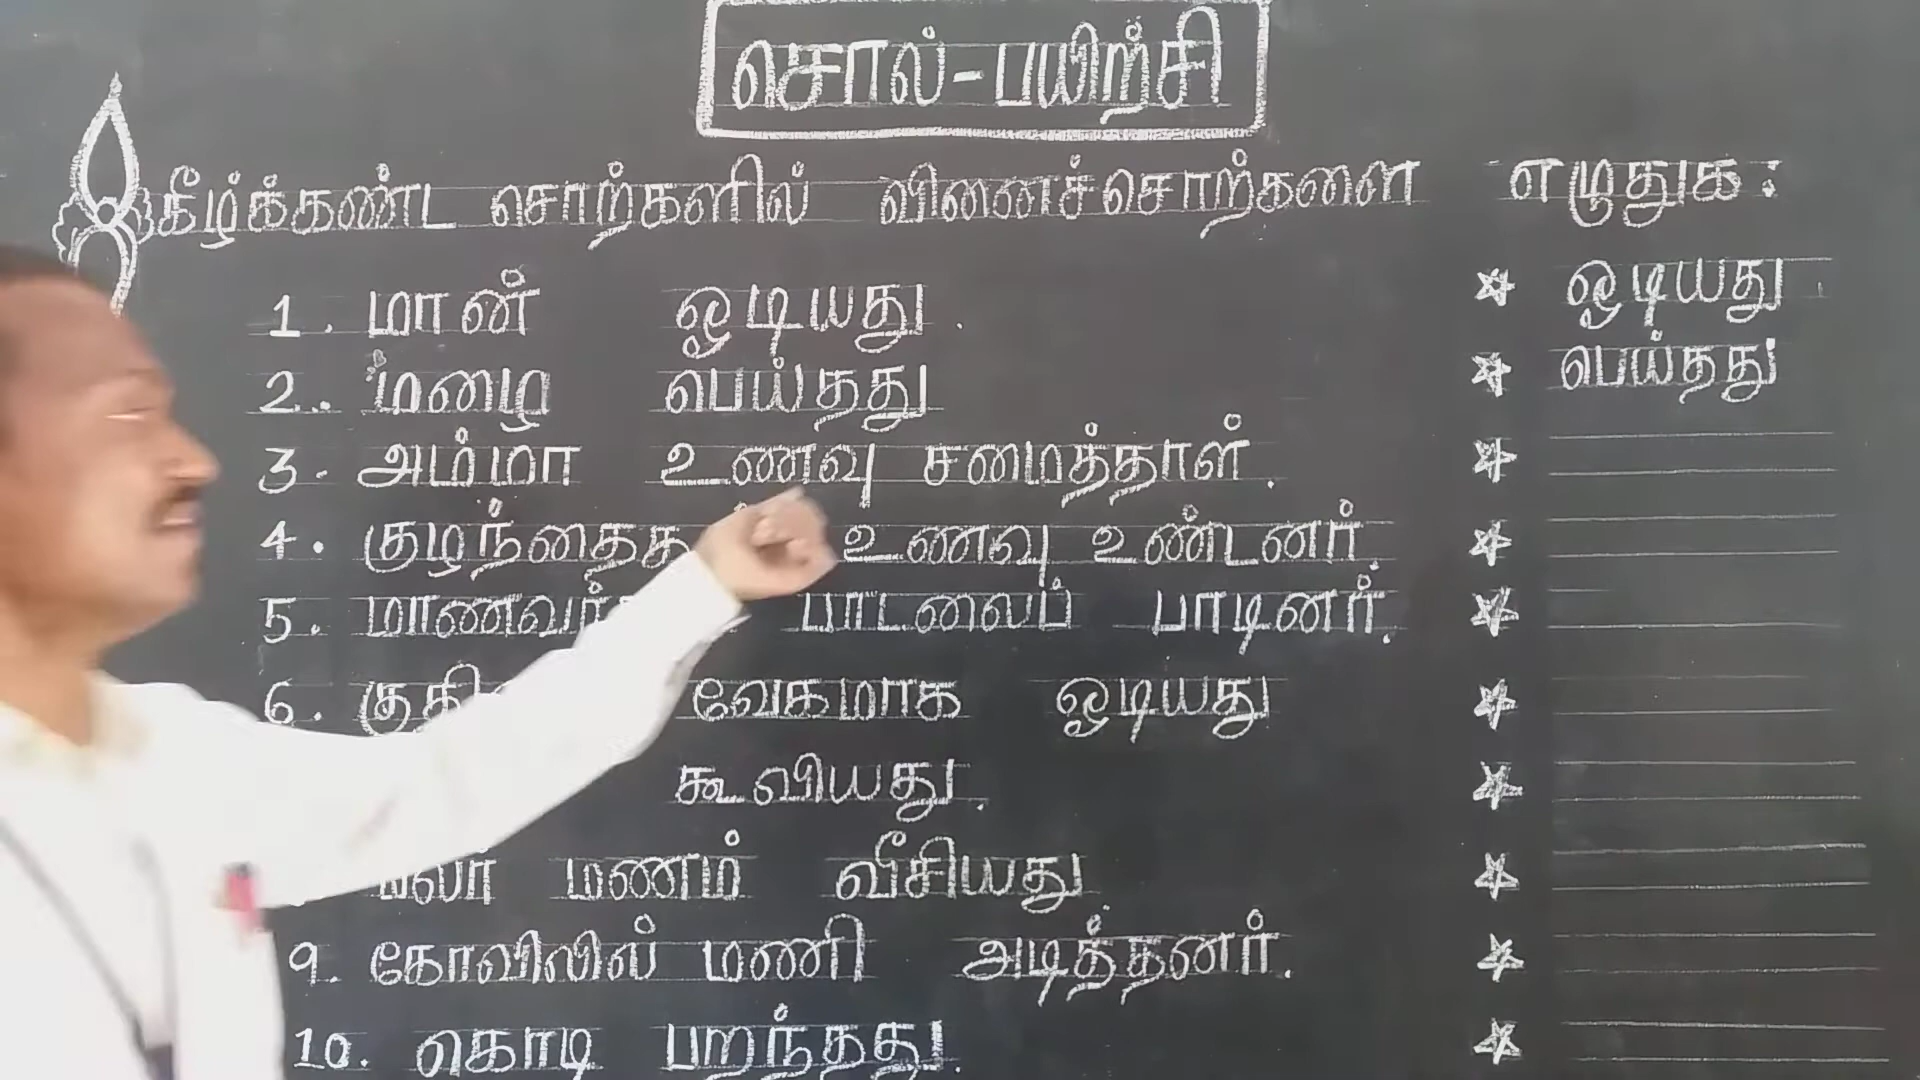 சொல் - பயிற்சி
கீழ்க்கண்ட சொற்களில் வினைச்சொற்களை எழுதுக :
1. மான் ஓடியது. ஓடியது
2. மழை பெய்தது பெய்தது
3. அம்மா உணவு சமைத்தாள்.
4. உணவு உண்டனர்.
5. பாடலைப் பாடினர்.
6. வேகமாக ஓடியது
கூவியது.
மலர் மணம் வீசியது
9. கோவிலில் மணி அடித்தனர்.
10. கொடி பறந்தது.